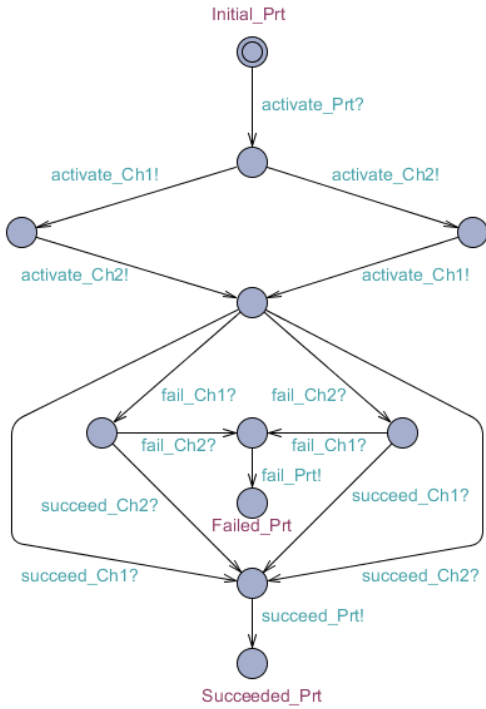 Initial_Prt
activate_Prt?
activate_Ch1!
activate_Ch2!
activate_Ch2!
activate_Ch1!
fail_Ch1?
fail_Ch2?
fail_Ch2?
fail_Ch1?
fail_Prt!
succeed_Ch2?
succeed_Ch1?
Failed_Prt
succeed_Ch1?
succeed_Ch2?
succeed_Prt!
Succeeded_Prt